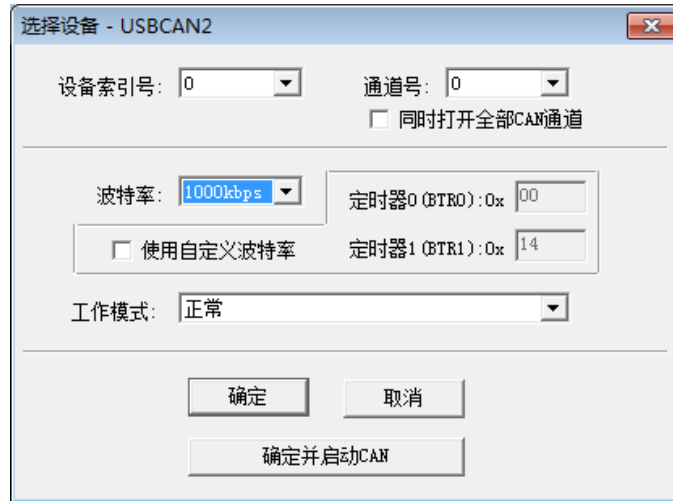 选择设备 - USBCAN2
设备索引号: 0 通道号: 0
同时打开全部CAN通道
波特率: 1000kbps 定时器0(BTR0):0x 00
使用自定义波特率 定时器1(BTR1):0x 14
工作模式: 正常
确定 取消
确定并启动CAN